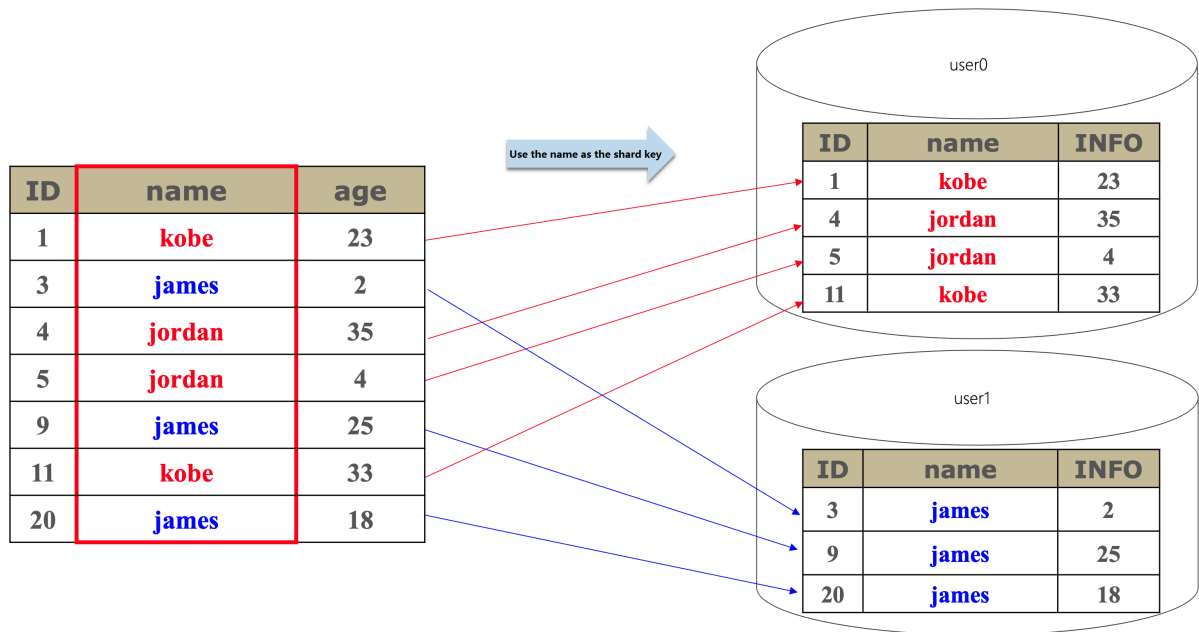 ID name age
1 kobe 23
3 james 2
4 jordan 35
5 jordan 4
9 james 25
11 kobe 33
20 james 18
Use the name as the shard key
user0
ID name INFO
1 kobe 23
4 jordan 35
5 jordan 4
11 kobe 33
user1
ID name INFO
3 james 2
9 james 25
20 james 18